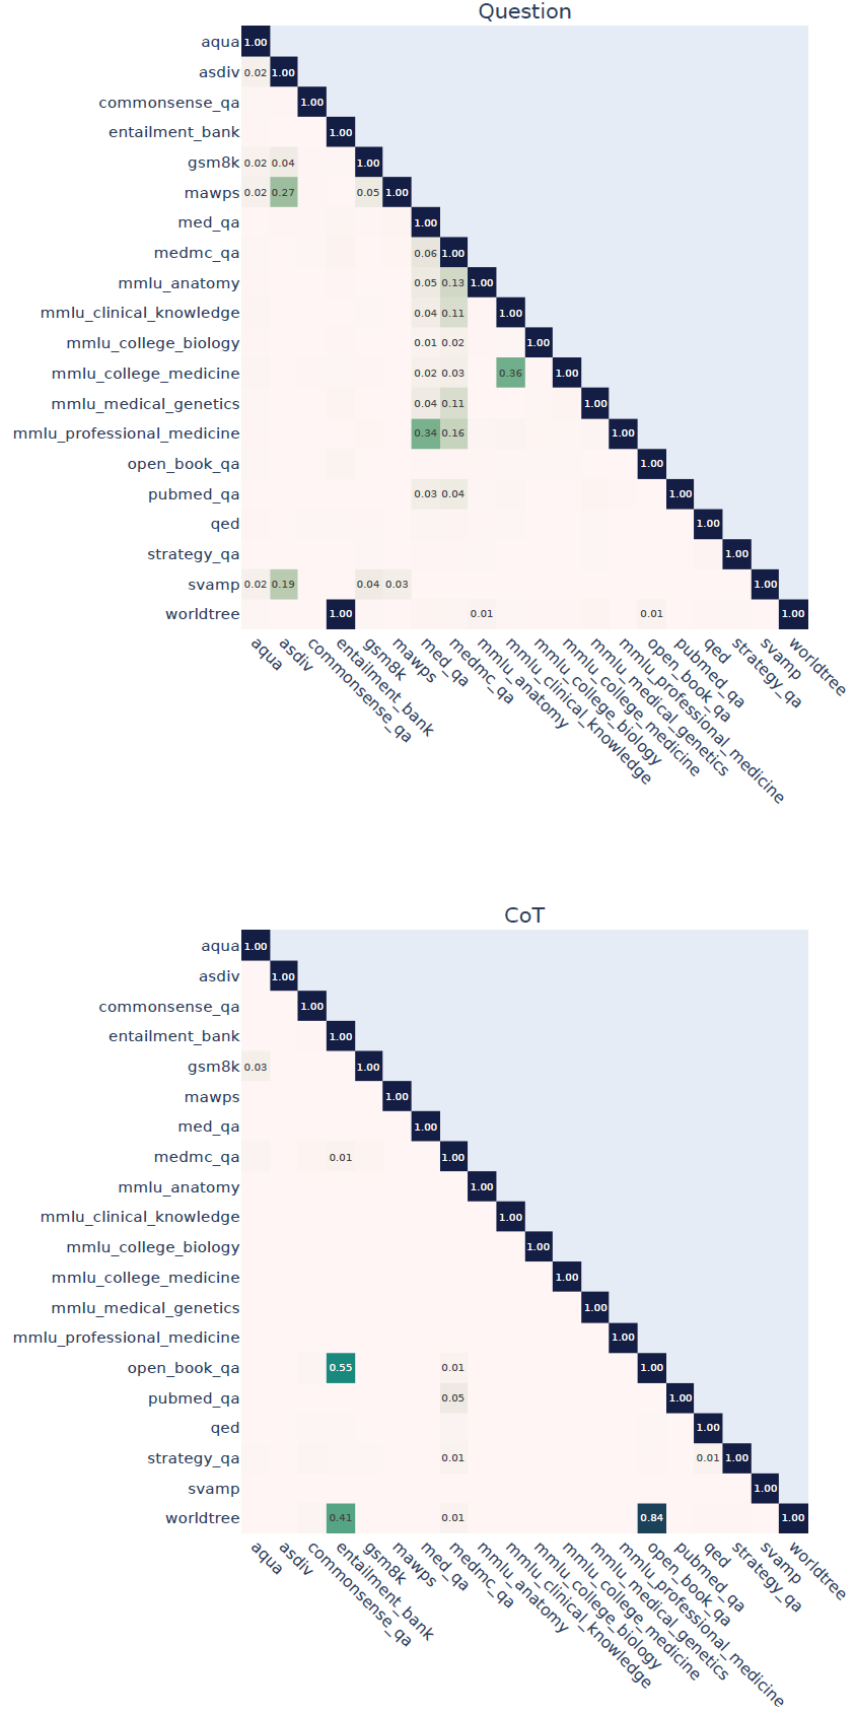 Question
aqua 1.00
asdiv 0.02 1.00
commonsense_qa 1.00
entailment_bank 1.00
gsm8k 0.02 0.04 1.00
mawps 0.02 0.27 0.05 1.00
med_qa 1.00
medmc_qa 0.06 1.00
mmlu_anatomy 0.05 0.13 1.00
mmlu_clinical_knowledge 0.04 0.11 1.00
mmlu_college_biology 0.01 0.02 1.00
mmlu_college_medicine 0.02 0.03 0.36 1.00
mmlu_medical_genetics 0.04 0.11 1.00
mmlu_professional_medicine 0.34 0.16 1.00
open_book_qa 1.00
pubmed_qa 0.03 0.04 1.00
qed 1.00
strategy_qa 1.00
svamp 0.02 0.19 0.04 0.03 1.00
worldtree 1.00 0.01 0.01 1.00
aqua
asdiv
commonsense_qa
entailment_bank
gsm8k
mawps
med_qa
medmc_qa
mmlu_anatomy
mmlu_clinical_knowledge
mmlu_college_biology
mmlu_college_medicine
mmlu_medical_genetics
mmlu_professional_medicine
open_book_qa
pubmed_qa
qed
strategy_qa
svamp
worldtree
CoT
aqua 1.00
asdiv 1.00
commonsense_qa 1.00
entailment_bank 1.00
gsm8k 0.03 1.00
mawps 1.00
med_qa 1.00
medmc_qa 0.01 1.00
mmlu_anatomy 1.00
mmlu_clinical_knowledge 1.00
mmlu_college_biology 1.00
mmlu_college_medicine 1.00
mmlu_medical_genetics 1.00
mmlu_professional_medicine 1.00
open_book_qa 0.55 0.01 1.00
pubmed_qa 0.05 1.00
qed 1.00
strategy_qa 0.01 0.01 1.00
svamp 1.00
worldtree 0.41 0.01 0.84 1.00
aqua
asdiv
commonsense_qa
entailment_bank
gsm8k
mawps
med_qa
medmc_qa
mmlu_anatomy
mmlu_clinical_knowledge
mmlu_college_biology
mmlu_college_medicine
mmlu_medical_genetics
mmlu_professional_medicine
open_book_qa
pubmed_qa
qed
strategy_qa
svamp
worldtree